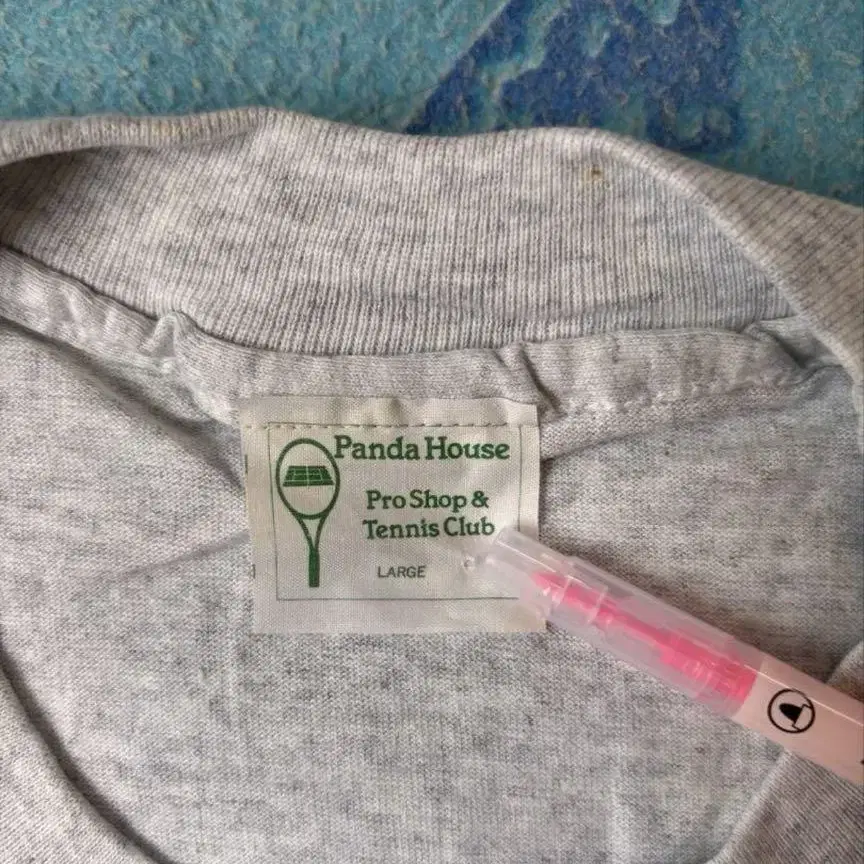 Panda House
Pro Shop &
Tennis Club
LARGE